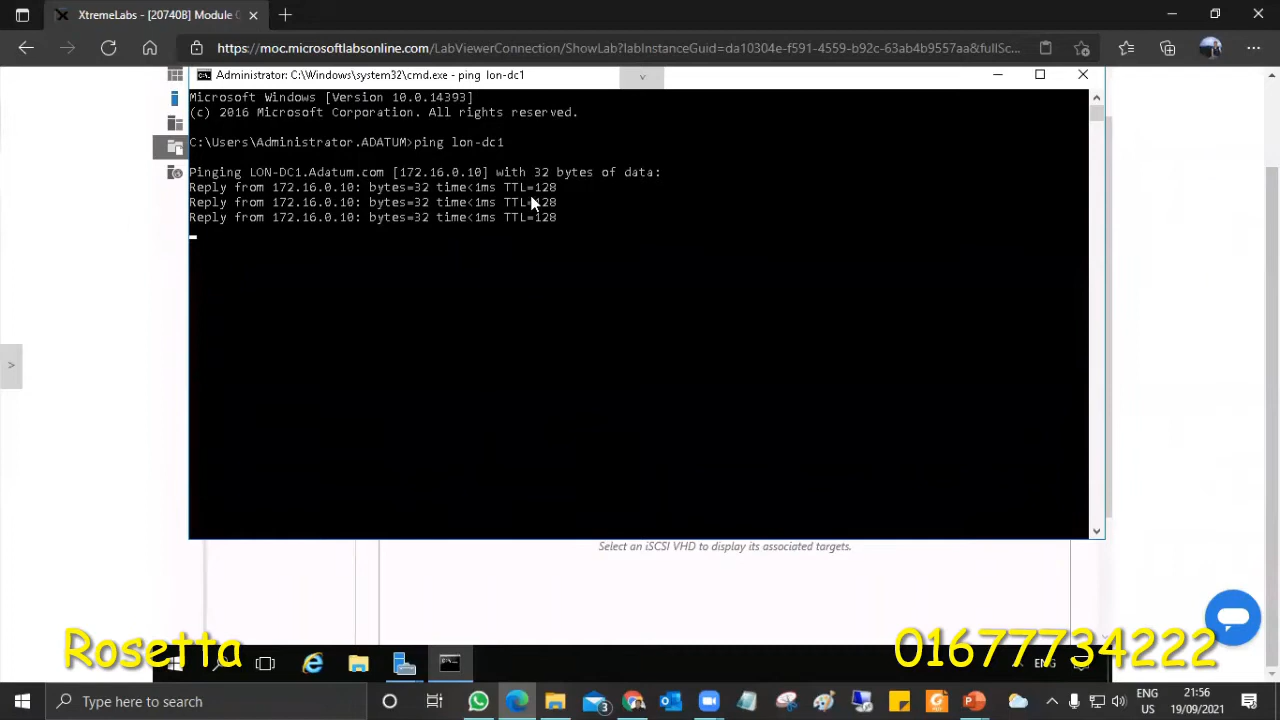 XtremeLabs - [20740B] Module (
https://moc.microsoftlabsonline.com/LabViewerConnection/ShowLab?labInstanceGuid=da10304e-f591-4559-b92c-63ab4b9557aa&fullSc...
Administrator: C:\Windows\system32\cmd.exe - ping lon-dc1
Microsoft Windows [Version 10.0.14393]
(c) 2016 Microsoft Corporation. All rights reserved.
C:\Users\Administrator.ADATUM>ping lon-dc1
Pinging LON-DC1.Adatum.com [172.16.0.10] with 32 bytes of data:
Reply from 172.16.0.10: bytes=32 time<1ms TTL=128
Reply from 172.16.0.10: bytes=32 time<1ms TTL=128
Reply from 172.16.0.10: bytes=32 time<1ms TTL=128
Select an iSCSI VHD to display its associated targets.
Rosetta 01677734222
ENG
Type here to search
3
ENG 21:56
US 19/09/2021